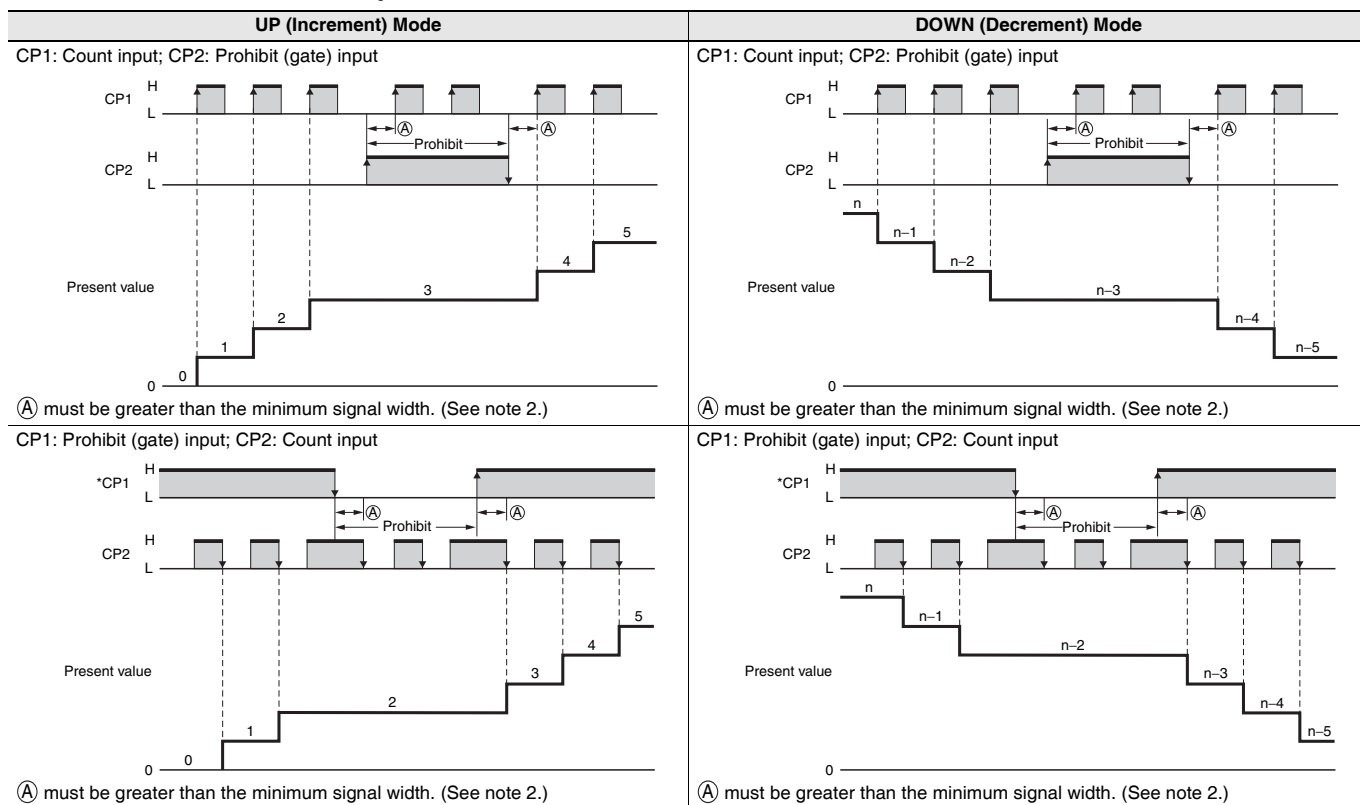 UP (Increment) Mode
DOWN (Decrement) Mode
CP1: Count input; CP2: Prohibit (gate) input
H
CP1
L
Ⓐ
Ⓐ
Prohibit
H
CP2
L
5
4
3
2
1
0
Present value
0
Ⓐ must be greater than the minimum signal width. (See note 2.)
CP1: Count input; CP2: Prohibit (gate) input
H
CP1
L
Ⓐ
Ⓐ
Prohibit
H
CP2
L
n
n–1
n–2
n–3
n–4
n–5
Present value
0
Ⓐ must be greater than the minimum signal width. (See note 2.)
CP1: Prohibit (gate) input; CP2: Count input
H
*CP1
L
Ⓐ
Ⓐ
Prohibit
H
CP2
L
5
4
3
2
1
0
Present value
0
Ⓐ must be greater than the minimum signal width. (See note 2.)
CP1: Prohibit (gate) input; CP2: Count input
H
*CP1
L
Ⓐ
Ⓐ
Prohibit
H
CP2
L
n
n–1
n–2
n–3
n–4
n–5
Present value
0
Ⓐ must be greater than the minimum signal width. (See note 2.)